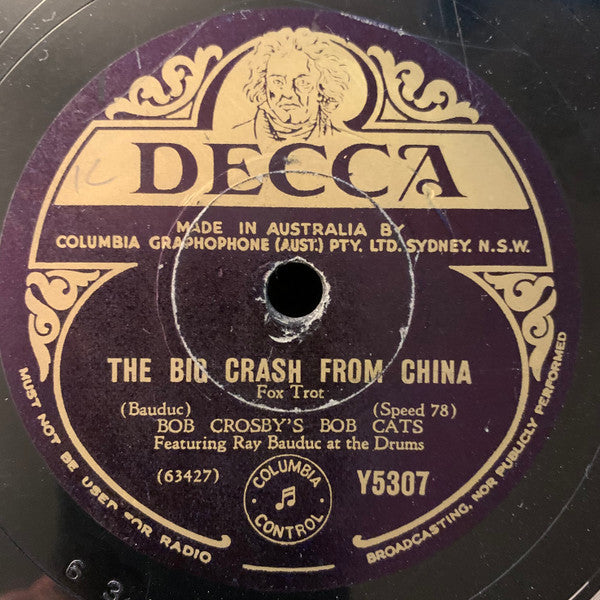 DECCA
MADE IN AUSTRALIA BY
COLUMBIA GRAPHOPHONE (AUST.) PTY. LTD. SYDNEY. N.S.W.
THE BIG CRASH FROM CHINA
Fox Trot
(Bauduc) (Speed 78)
BOB CROSBY'S BOB CATS
Featuring Ray Bauduc at the Drums
(63427) COLUMBIA CONTROL Y5307
MUST NOT BE USED FOR RADIO
BROADCASTING, NOR PUBLICLY PERFORMED
6 3